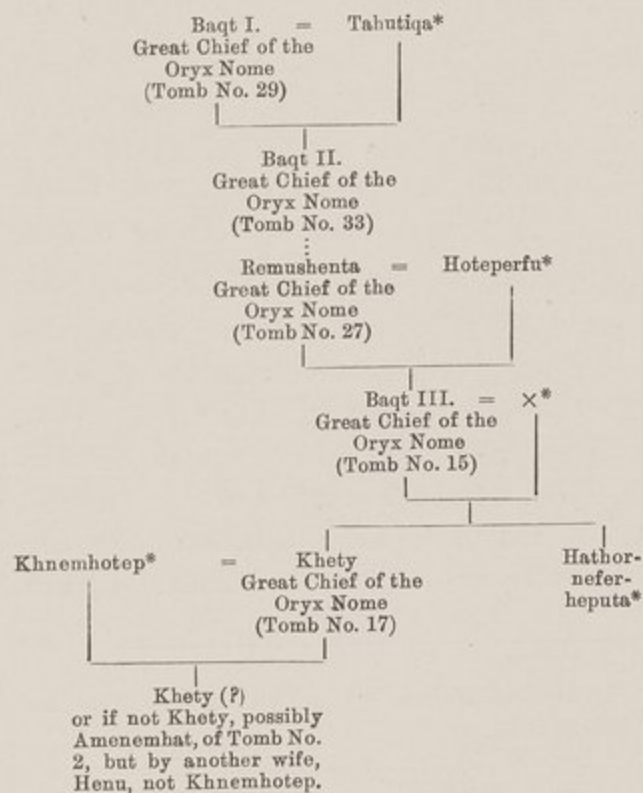 Baqt I. = Tahutiqa*
Great Chief of the
Oryx Nome
(Tomb No. 29)
Baqt II.
Great Chief of the
Oryx Nome
(Tomb No. 33)
Remushenta = Hoteperfu*
Great Chief of the
Oryx Nome
(Tomb No. 27)
Baqt III. = ×*
Great Chief of the
Oryx Nome
(Tomb No. 15)
Khnemhotep* = Khety
Great Chief of the
Oryx Nome
(Tomb No. 17)
Hathor-
nefer-
heputa*
Khety (?)
or if not Khety, possibly
Amenemhat, of Tomb No.
2, but by another wife,
Henu, not Khnemhotep.